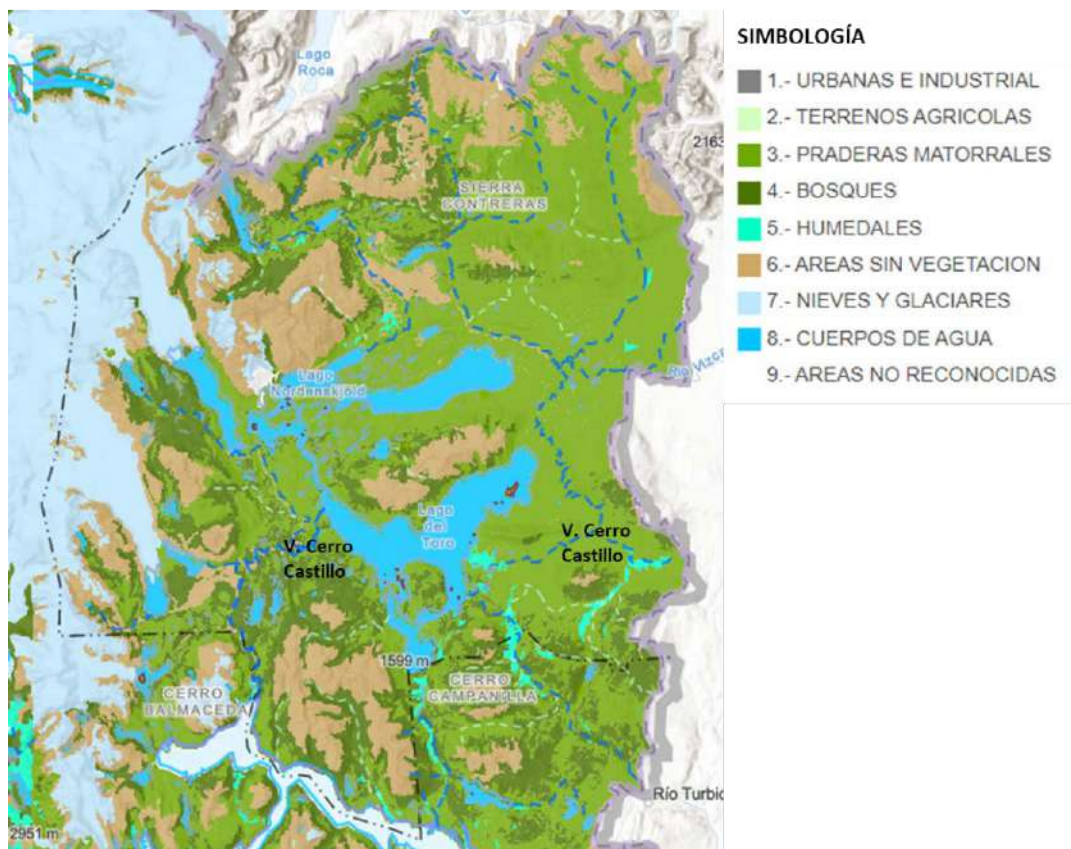 Lago
Roca
2163
SIERRA
CONTRERAS
Lago
Nordenskjöld
Lago
del
Toro
V. Cerro
Castillo
V. Cerro
Castillo
1599 m
CERRO
BALMACEDA
CERRO
CAMPANILLA
Río Turbio
2951 m
SIMBOLOGÍA
1.- URBANAS E INDUSTRIAL
2.- TERRENOS AGRICOLAS
3.- PRADERAS MATORRALES
4.- BOSQUES
5.- HUMEDALES
6.- AREAS SIN VEGETACION
7.- NIEVES Y GLACIARES
8.- CUERPOS DE AGUA
9.- AREAS NO RECONOCIDAS